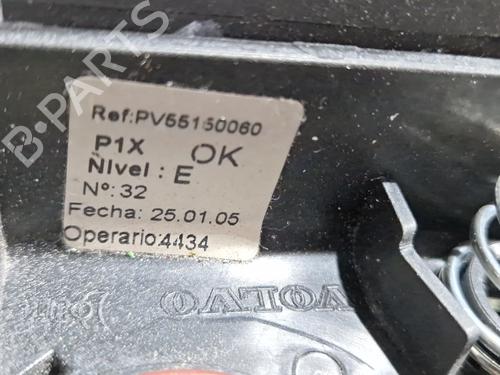 B-PARTS
Ref:PV55150060
P1X OK
Nivel : E
Nº:32
Fecha: 25.01.05
Operario:4434
VOLVO